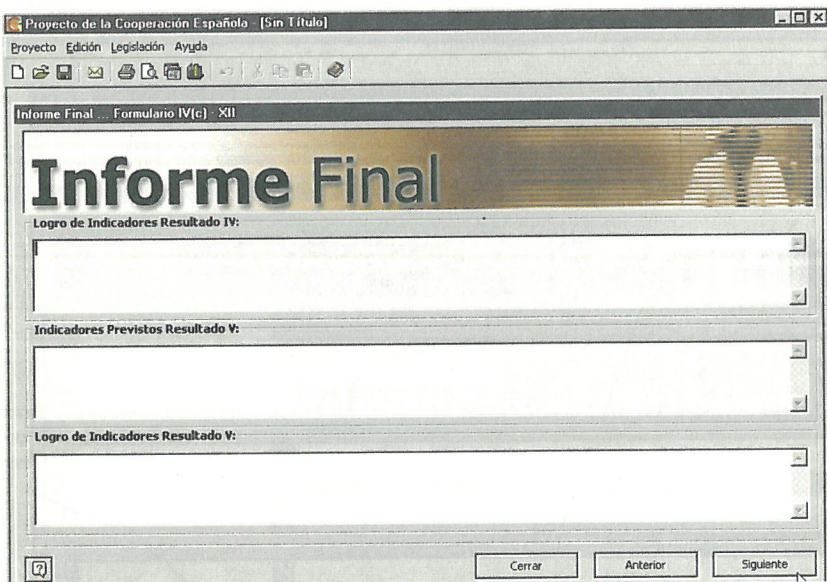 Proyecto de la Cooperación Española - [Sin Título]
Proyecto Edición Legislación Ayuda
Informe Final ... Formulario IV(c) - XII
Informe Final
Logro de Indicadores Resultado IV:
Indicadores Previstos Resultado V:
Logro de Indicadores Resultado V:
Cerrar Anterior Siguiente